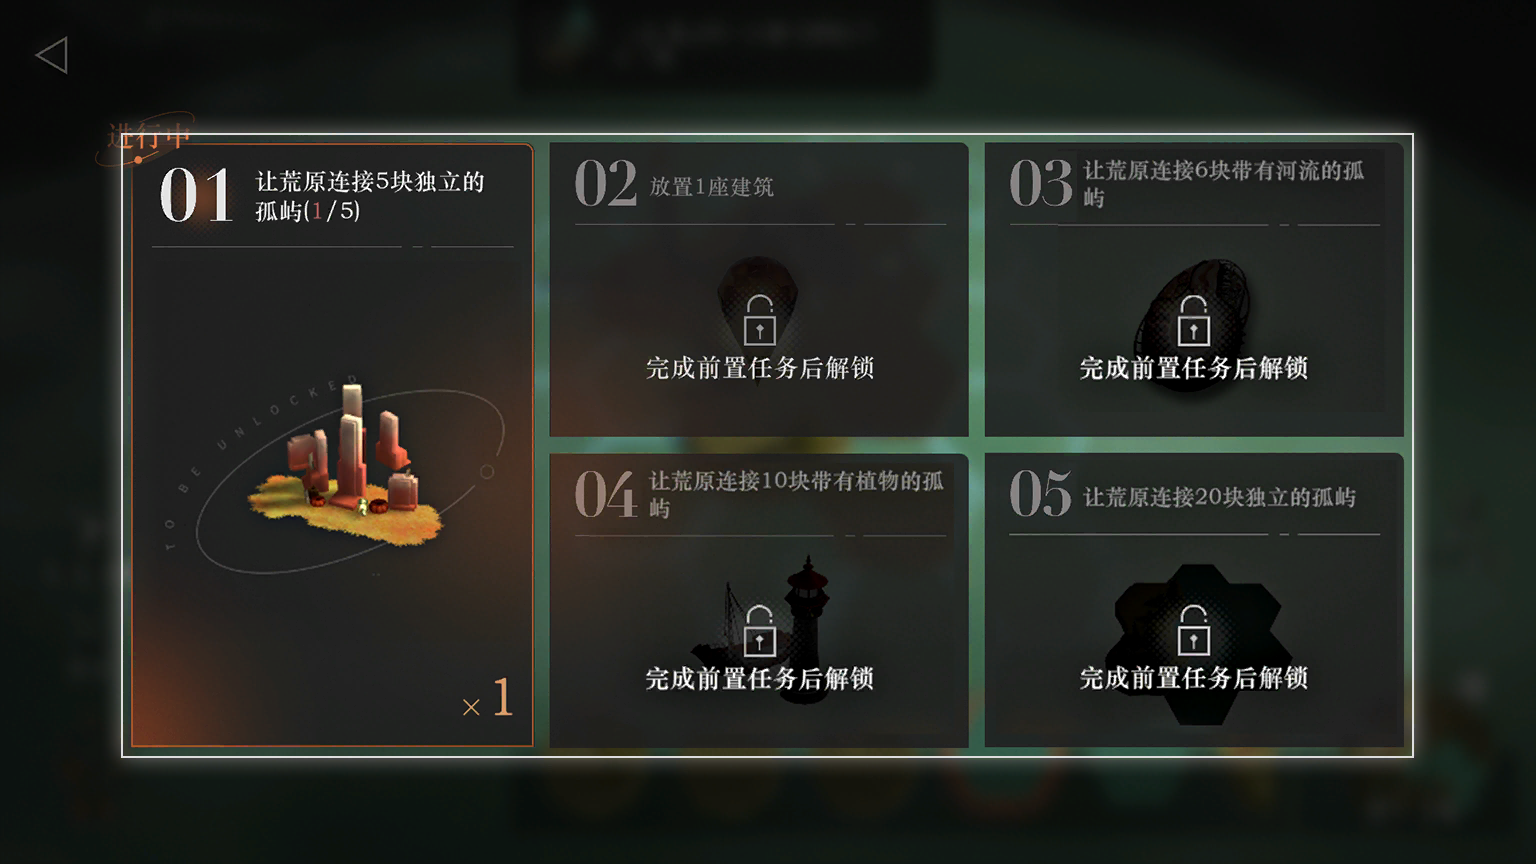 进行中
01
让荒原连接5块独立的
孤屿(1/5)
TO BE UNLOCKED
×1
02
放置1座建筑
完成前置任务后解锁
03
让荒原连接6块带有河流的孤
屿
完成前置任务后解锁
04
让荒原连接10块带有植物的孤
屿
完成前置任务后解锁
05
让荒原连接20块独立的孤屿
完成前置任务后解锁